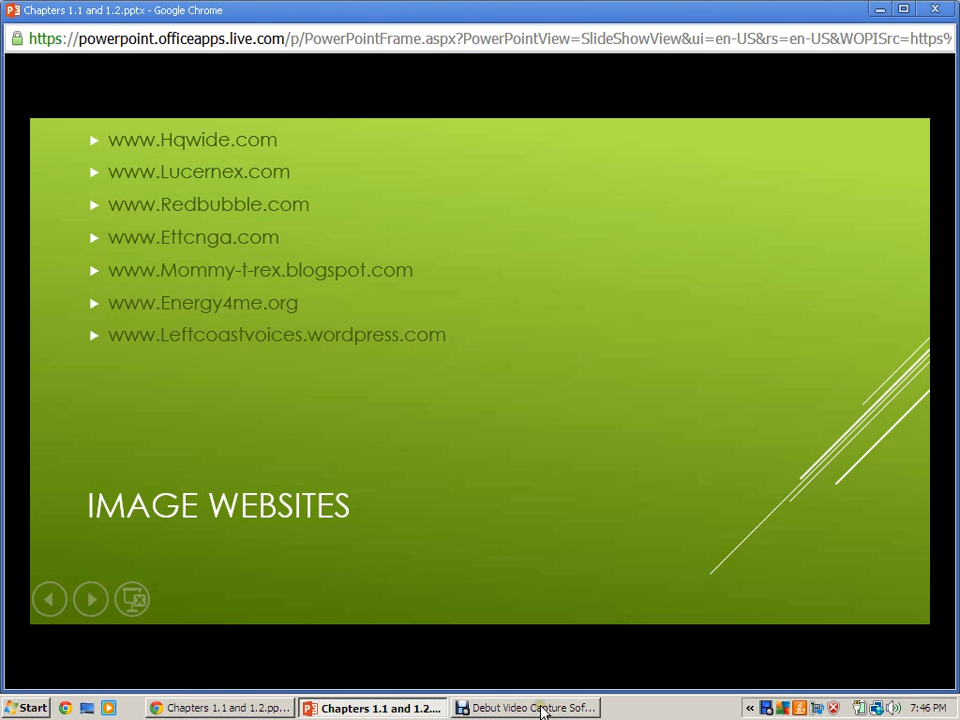 Chapters 1.1 and 1.2.pptx - Google Chrome
https://powerpoint.officeapps.live.com/p/PowerPointFrame.aspx?PowerPointView=SlideShowView&ui=en-US&rs=en-US&WOPISrc=https%
www.Hqwide.com
www.Lucernex.com
www.Redbubble.com
www.Ettcnga.com
www.Mommy-t-rex.blogspot.com
www.Energy4me.org
www.Leftcoastvoices.wordpress.com
IMAGE WEBSITES
Start
Chapters 1.1 and 1.2.pp...
Chapters 1.1 and 1.2....
Debut Video Capture Sof...
7:46 PM